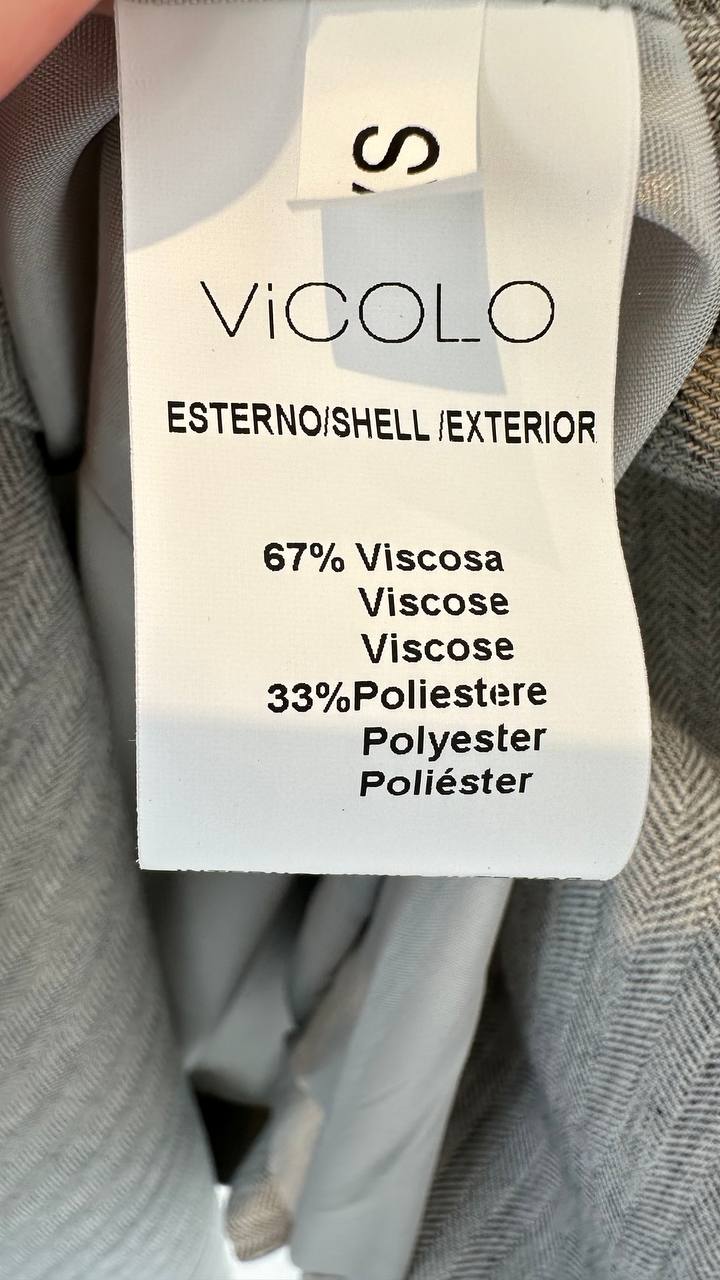 S
ViCOLO
ESTERNO/SHELL /EXTERIOR
67% Viscosa
Viscose
Viscose
33%Poliestere
Polyester
Poliéster